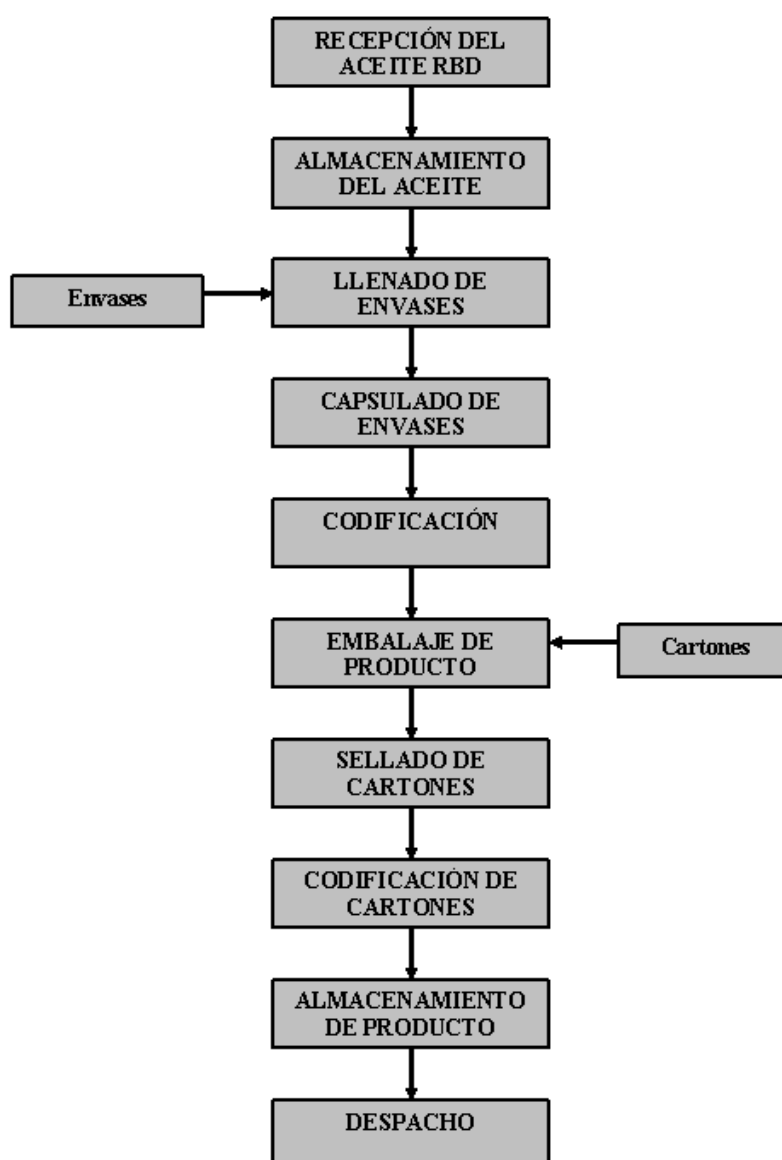 RECEPCIÓN DEL
ACEITE RBD
ALMACENAMIENTO
DEL ACEITE
Envases
LLENADO DE
ENVASES
CAPSULADO DE
ENVASES
CODIFICACIÓN
EMBALAJE DE
PRODUCTO
Cartones
SELLADO DE
CARTONES
CODIFICACIÓN DE
CARTONES
ALMACENAMIENTO
DE PRODUCTO
DESPACHO